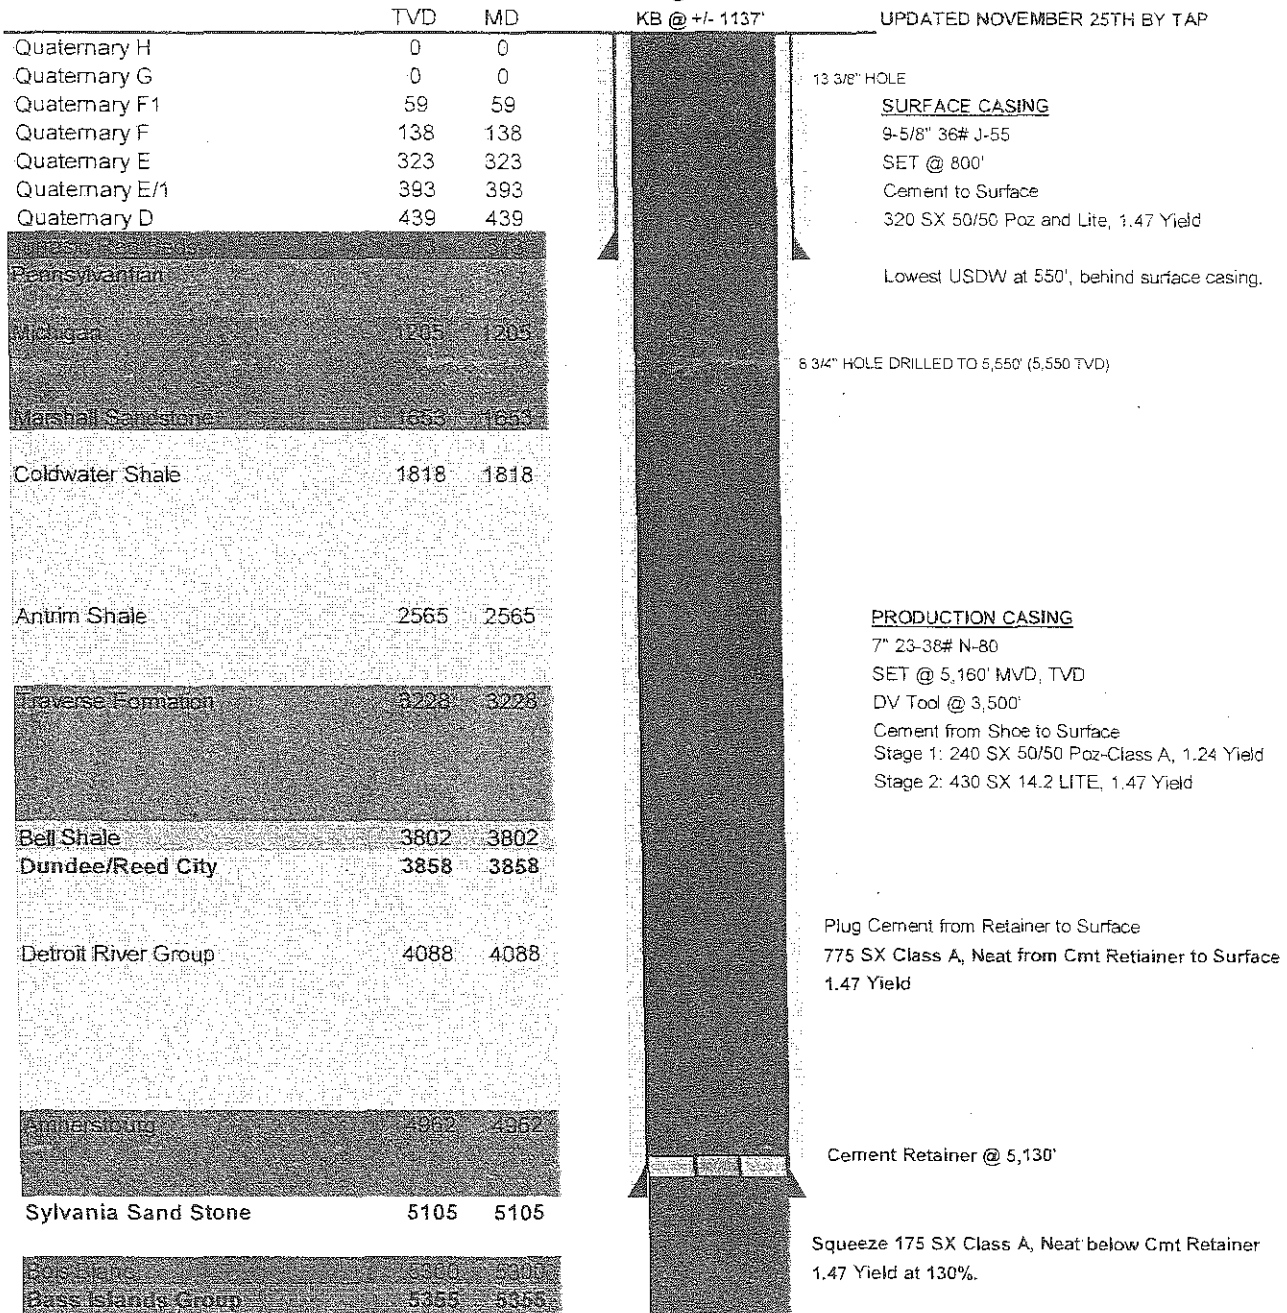 TVD MD KB @ +/- 1137' UPDATED NOVEMBER 25TH BY TAP
Quaternary H 0 0
Quaternary G 0 0
13 3/8" HOLE
Quaternary F1 59 59
SURFACE CASING
Quaternary F 138 138
9-5/8" 36# J-55
Quaternary E 323 323
SET @ 800'
Quaternary E/1 393 393
Cement to Surface
Quaternary D 439 439
320 SX 50/50 Poz and Lite, 1.47 Yield
Pennsylvantian
Lowest USDW at 550', behind surface casing.
Michigan 1205 1205
8 3/4" HOLE DRILLED TO 5,550' (5,550 TVD)
Marshall Sanestone 1653 1653
Coldwater Shale 1818 1818
Antrim Shale 2565 2565
PRODUCTION CASING
7" 23-38# N-80
SET @ 5,160' MVD, TVD
Traverse Formation 3228 3228
DV Tool @ 3,500'
Cement from Shoe to Surface
Stage 1: 240 SX 50/50 Poz-Class A, 1.24 Yield
Stage 2: 430 SX 14.2 LITE, 1.47 Yield
Bell Shale 3802 3802
Dundee/Reed City 3858 3858
Plug Cement from Retainer to Surface
Detroit River Group 4088 4088
775 SX Class A, Neat from Cmt Retiainer to Surface
1.47 Yield
Amherstburg 4962 4962
Cement Retainer @ 5,130'
Sylvania Sand Stone 5105 5105
Squeeze 175 SX Class A, Neat below Cmt Retainer
1.47 Yield at 130%.
Bois Blanc 5300 5300
Bass Islands Group 5355 5355